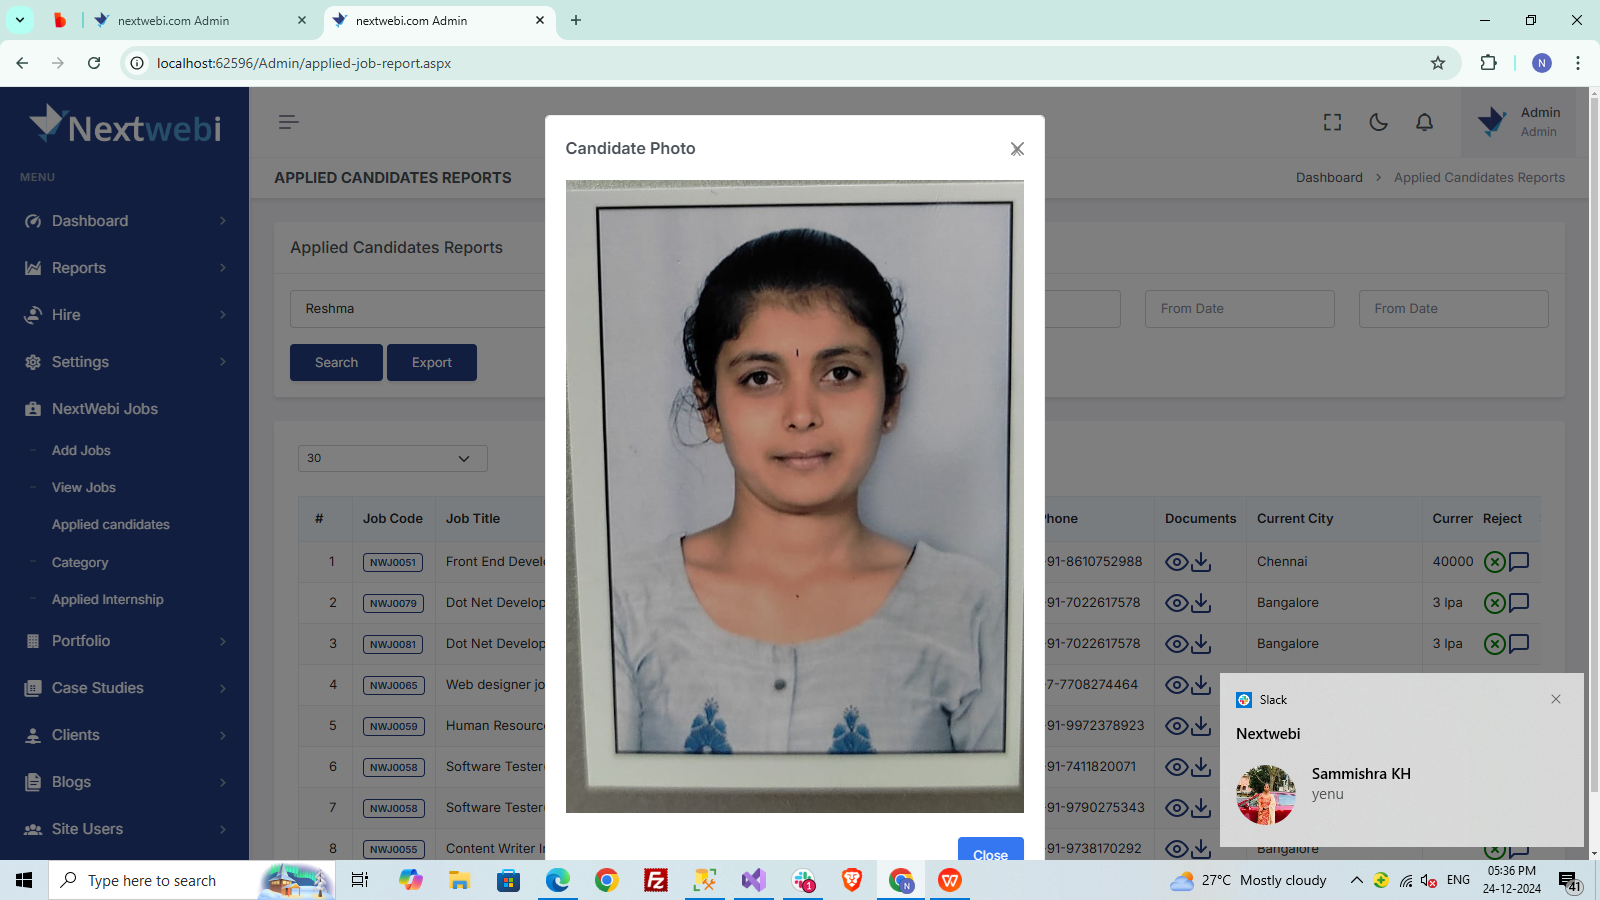 nextwebi.com Admin
nextwebi.com Admin
localhost:62596/Admin/applied-job-report.aspx
N
Nextwebi
MENU
Dashboard
Reports
Hire
Settings
NextWebi Jobs
Add Jobs
View Jobs
Applied candidates
Category
Applied Internship
Portfolio
Case Studies
Clients
Blogs
Site Users
Admin
Admin
APPLIED CANDIDATES REPORTS
Dashboard > Applied Candidates Reports
Applied Candidates Reports
Reshma
From Date
From Date
Search
Export
30
# Job Code Job Title Phone Documents Current City Curren Reject
1 NWJ0051 Front End Devel -91-8610752988 Chennai 40000
2 NWJ0079 Dot Net Develop -91-7022617578 Bangalore 3 lpa
3 NWJ0081 Dot Net Develop -91-7022617578 Bangalore 3 lpa
4 NWJ0065 Web designer jo -7-7708274464
5 NWJ0059 Human Resource -91-9972378923
6 NWJ0058 Software Tester -91-7411820071
7 NWJ0058 Software Tester -91-9790275343
8 NWJ0055 Content Writer In -91-9738170292 Bangalore
Candidate Photo
Close
Slack
Nextwebi
Sammishra KH
yenu
Type here to search
1
N
27°C Mostly cloudy
ENG
05:36 PM
24-12-2024
41